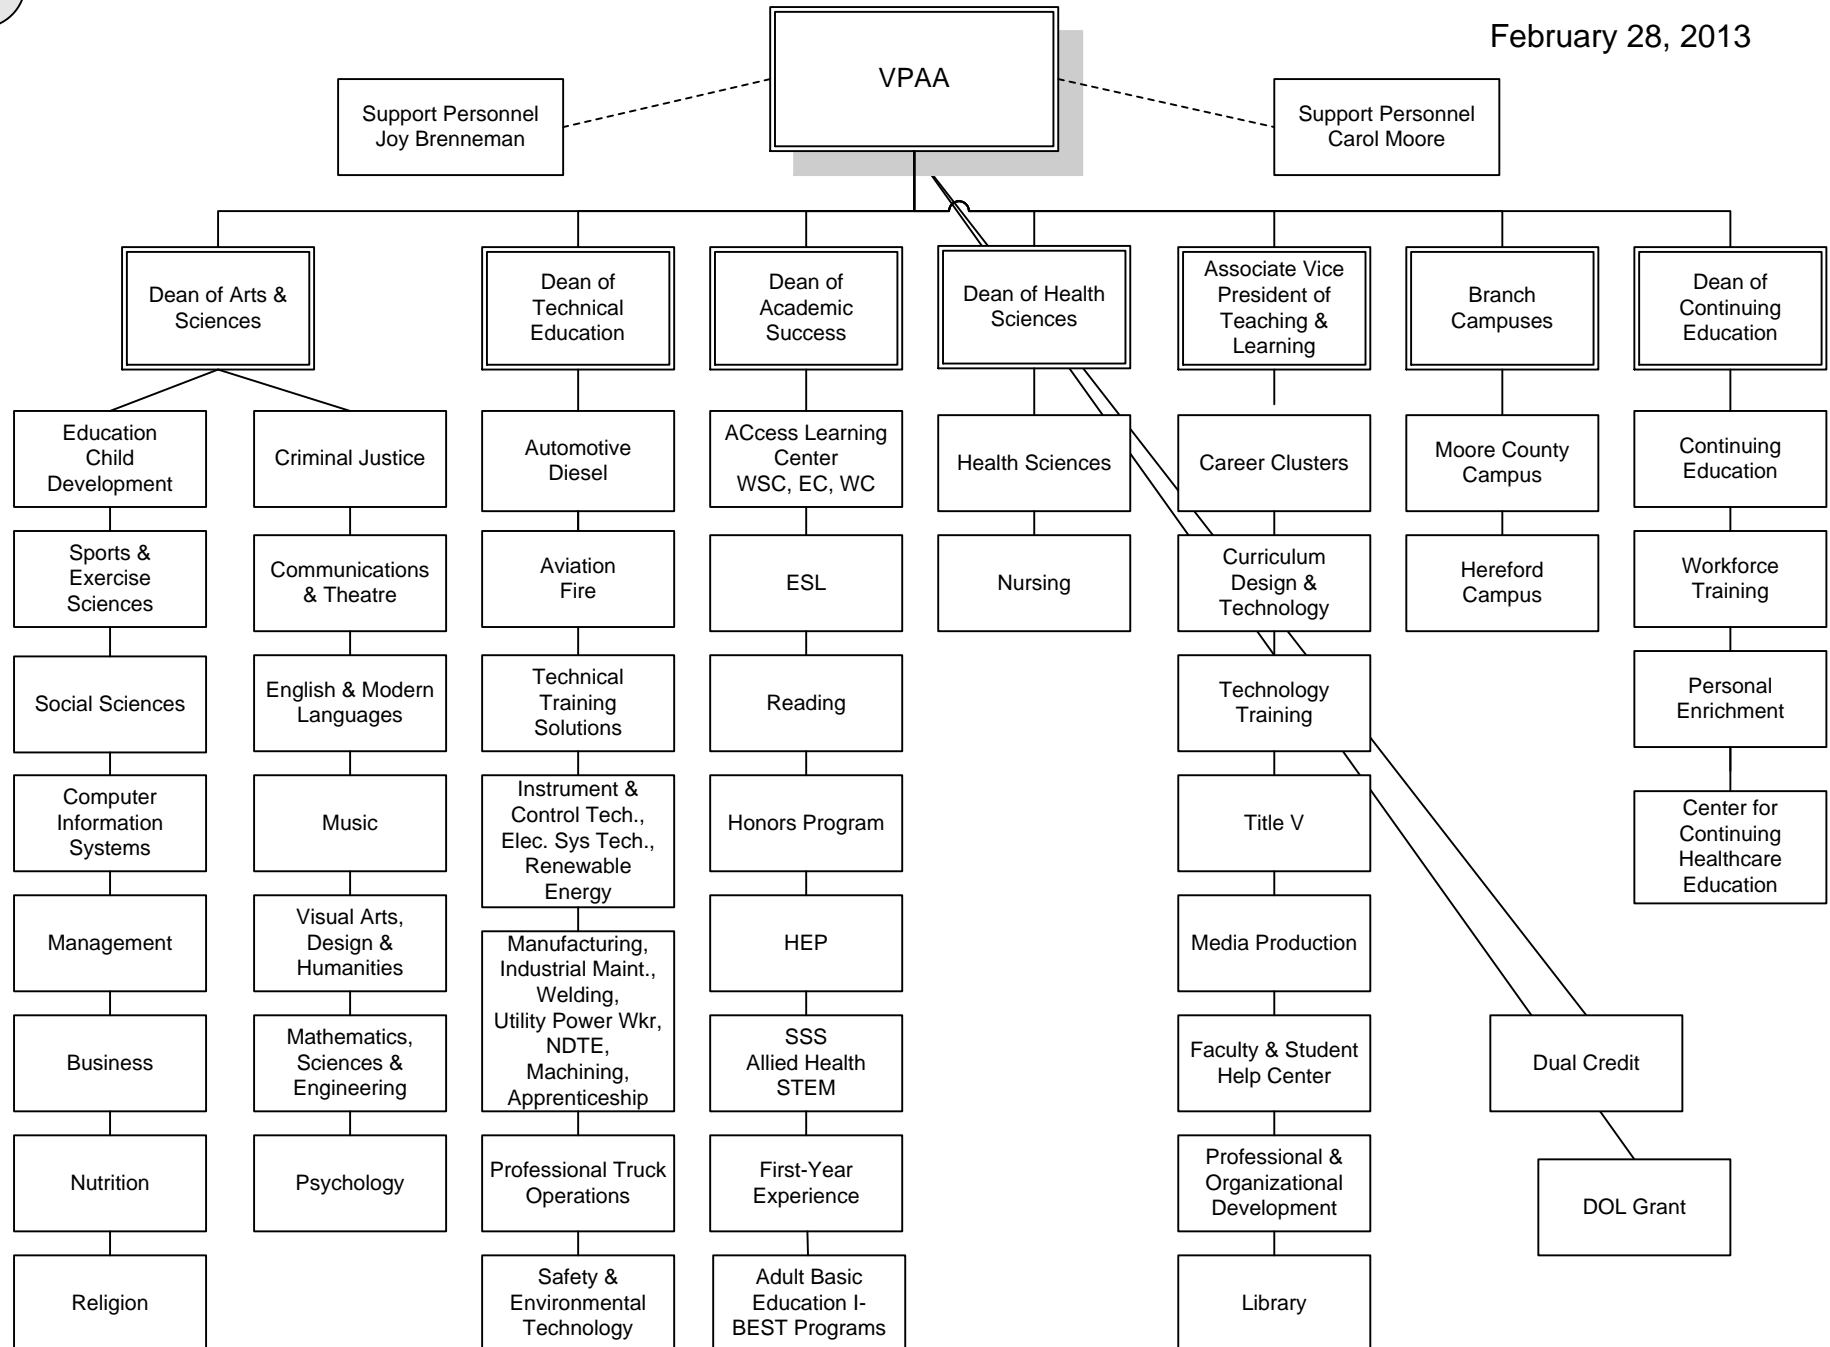 February 28, 2013
VPAA
Support Personnel
Joy Brenneman
Support Personnel
Carol Moore
Dean of Arts &
Sciences
Dean of
Technical
Education
Dean of
Academic
Success
Dean of Health
Sciences
Associate Vice
President of
Teaching &
Learning
Branch
Campuses
Dean of
Continuing
Education
Education
Child
Development
Sports &
Exercise
Sciences
Social Sciences
Computer
Information
Systems
Management
Business
Nutrition
Religion
Criminal Justice
Communications
& Theatre
English & Modern
Languages
Music
Visual Arts,
Design &
Humanities
Mathematics,
Sciences &
Engineering
Psychology
Automotive
Diesel
Aviation
Fire
Technical
Training
Solutions
Instrument &
Control Tech.,
Elec. Sys Tech.,
Renewable
Energy
Manufacturing,
Industrial Maint.,
Welding,
Utility Power Wkr,
NDTE,
Machining,
Apprenticeship
Professional Truck
Operations
Safety &
Environmental
Technology
ACcess Learning
Center
WSC, EC, WC
ESL
Reading
Honors Program
HEP
SSS
Allied Health
STEM
First-Year
Experience
Adult Basic
Education I-
BEST Programs
Health Sciences
Nursing
Career Clusters
Curriculum
Design &
Technology
Technology
Training
Title V
Media Production
Faculty & Student
Help Center
Professional &
Organizational
Development
Library
Moore County
Campus
Hereford
Campus
Continuing
Education
Workforce
Training
Personal
Enrichment
Center for
Continuing
Healthcare
Education
Dual Credit
DOL Grant